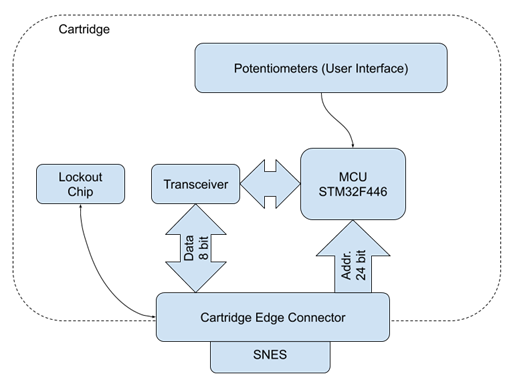 Cartridge
Potentiometers (User Interface)
Lockout
Chip
Transceiver
MCU
STM32F446
Data
8 bit
Addr.
24 bit
Cartridge Edge Connector
SNES